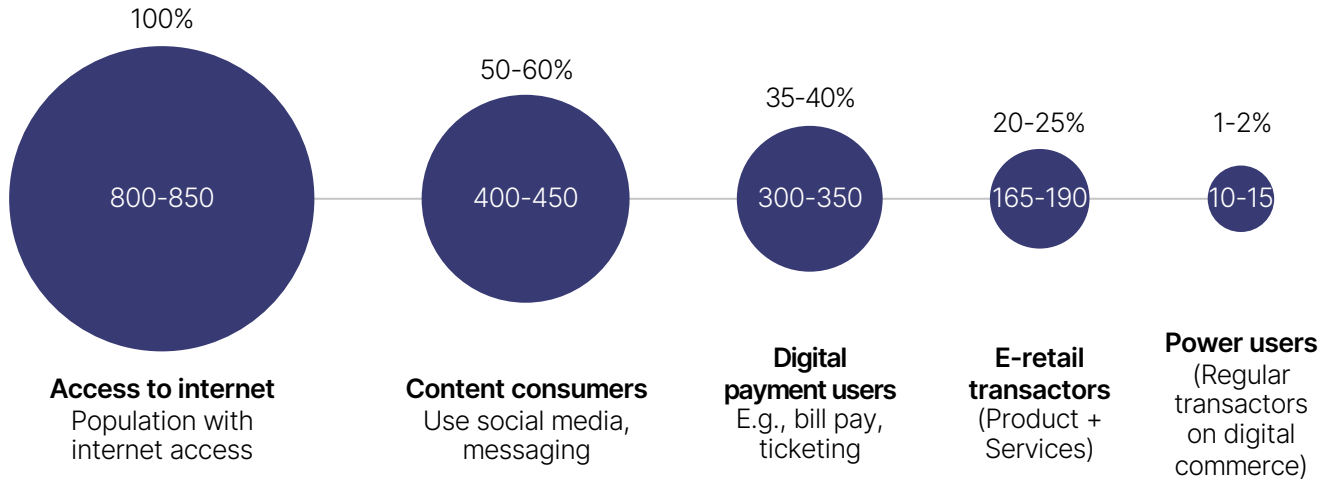 100%
50-60%
35-40%
20-25%
1-2%
800-850
400-450
300-350
165-190
10-15
Access to internet
Population with
internet access
Content consumers
Use social media,
messaging
Digital
payment users
E.g., bill pay,
ticketing
E-retail
transactors
(Product +
Services)
Power users
(Regular
transactors
on digital
commerce)